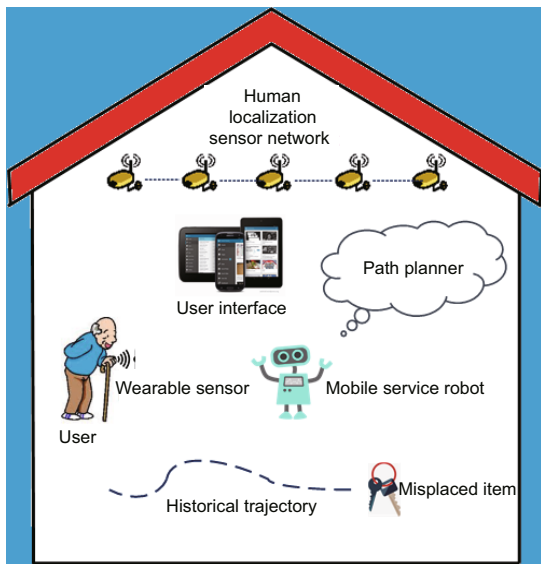 Human
localization
sensor network
Path planner
User interface
Wearable sensor
Mobile service robot
User
Misplaced item
Historical trajectory